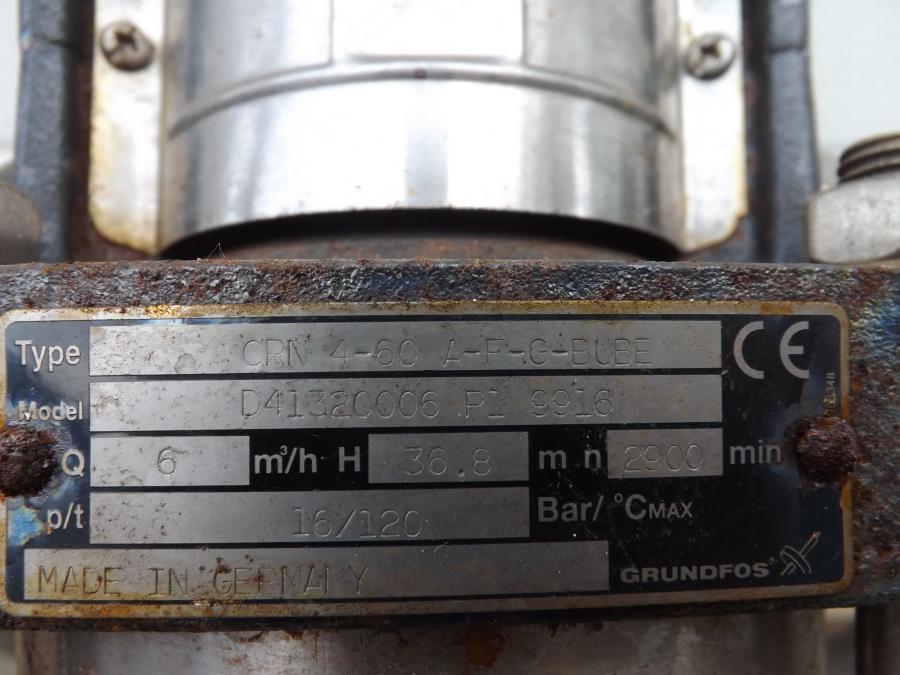 Type CRN 4-60 A-F-G-BUBE CE
Model D41320006 P1 9916
Q 6 m³/h H 36.8 m n 2900 min
p/t 16/120 Bar/ °CMAX
MADE IN GERMANY GRUNDFOS